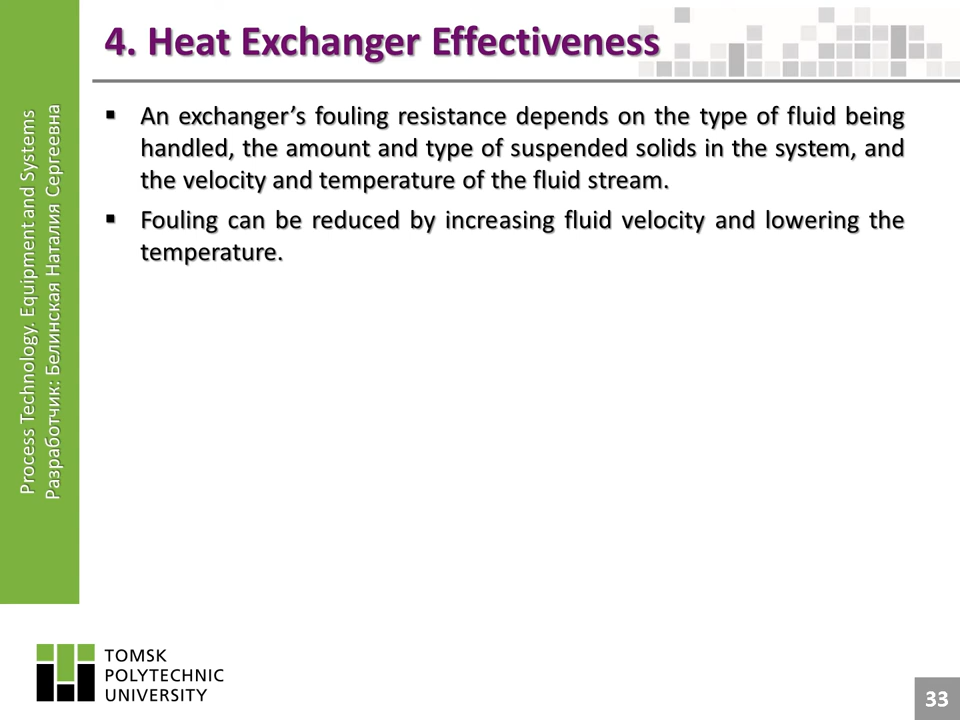 4. Heat Exchanger Effectiveness
▪ An exchanger’s fouling resistance depends on the type of fluid being
handled, the amount and type of suspended solids in the system, and
the velocity and temperature of the fluid stream.
▪ Fouling can be reduced by increasing fluid velocity and lowering the
temperature.
Process Technology. Equipment and Systems
Разработчик: Белинская Наталия Сергеевна
TOMSK
POLYTECHNIC
UNIVERSITY
33